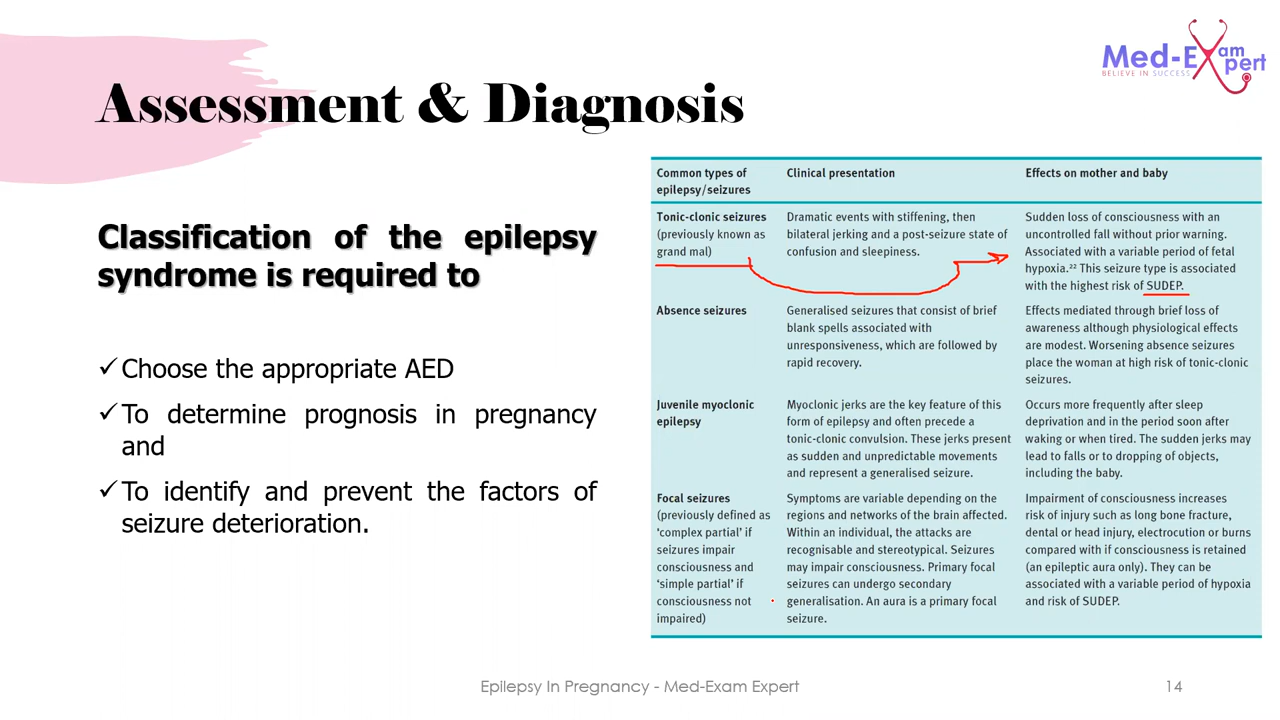 Med-Exam Expert
BELIEVE IN SUCCESS
Assessment & Diagnosis
Classification of the epilepsy
syndrome is required to
✓ Choose the appropriate AED
✓ To determine prognosis in pregnancy
and
✓ To identify and prevent the factors of
seizure deterioration.
Common types of
epilepsy/seizures
Clinical presentation
Effects on mother and baby
Tonic-clonic seizures
(previously known as
grand mal)
Dramatic events with stiffening, then
bilateral jerking and a post-seizure state of
confusion and sleepiness.
Sudden loss of consciousness with an
uncontrolled fall without prior warning.
Associated with a variable period of fetal
hypoxia.²² This seizure type is associated
with the highest risk of SUDEP.
Absence seizures
Generalised seizures that consist of brief
blank spells associated with
unresponsiveness, which are followed by
rapid recovery.
Effects mediated through brief loss of
awareness although physiological effects
are modest. Worsening absence seizures
place the woman at high risk of tonic-clonic
seizures.
Juvenile myoclonic
epilepsy
Myoclonic jerks are the key feature of this
form of epilepsy and often precede a
tonic-clonic convulsion. These jerks present
as sudden and unpredictable movements
and represent a generalised seizure.
Occurs more frequently after sleep
deprivation and in the period soon after
waking or when tired. The sudden jerks may
lead to falls or to dropping of objects,
including the baby.
Focal seizures
(previously defined as
‘complex partial’ if
seizures impair
consciousness and
‘simple partial’ if
consciousness not
impaired)
Symptoms are variable depending on the
regions and networks of the brain affected.
Within an individual, the attacks are
recognisable and stereotypical. Seizures
may impair consciousness. Primary focal
seizures can undergo secondary
generalisation. An aura is a primary focal
seizure.
Impairment of consciousness increases
risk of injury such as long bone fracture,
dental or head injury, electrocution or burns
compared with if consciousness is retained
(an epileptic aura only). They can be
associated with a variable period of hypoxia
and risk of SUDEP.
Epilepsy In Pregnancy - Med-Exam Expert
14